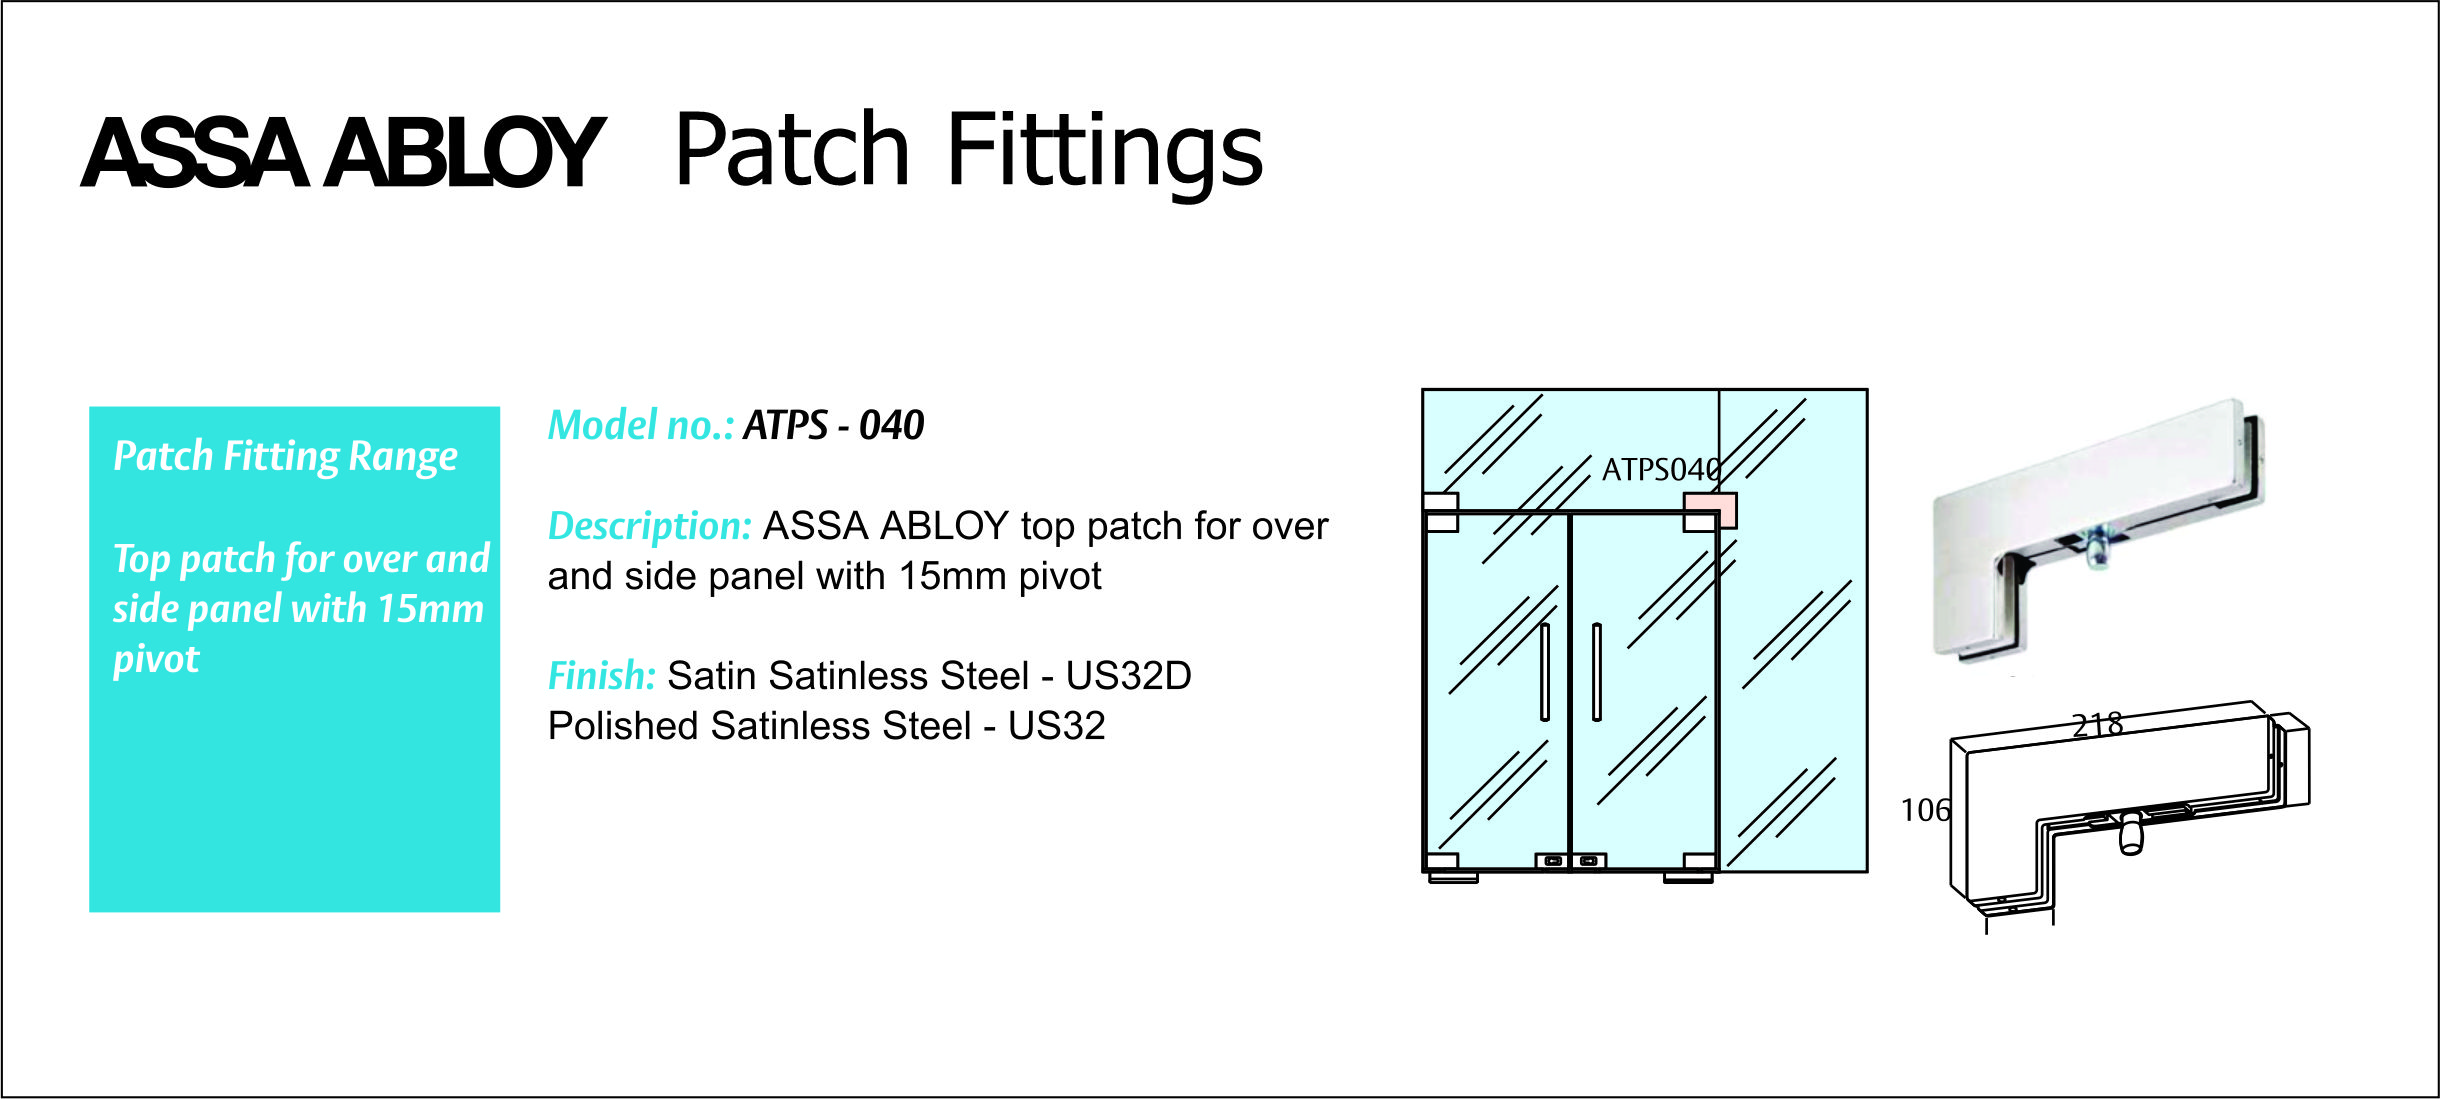 ASSA ABLOY Patch Fittings
Patch Fitting Range
Top patch for over and
side panel with 15mm
pivot
Model no.: ATPS - 040
Description: ASSA ABLOY top patch for over
and side panel with 15mm pivot
Finish: Satin Satinless Steel - US32D
Polished Satinless Steel - US32
ATPS040
218
106